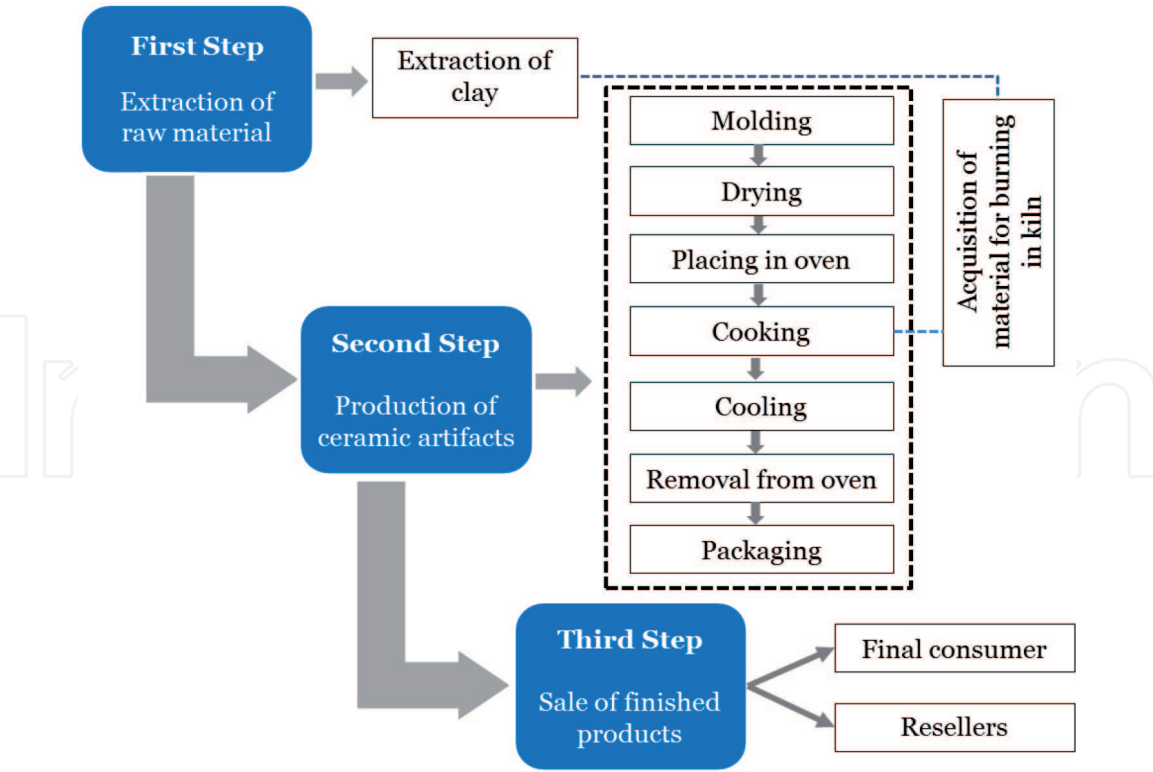 First Step
Extraction of
raw material
Extraction of
clay
Molding
Drying
Placing in oven
Cooking
Cooling
Removal from oven
Packaging
Acquisition of
material for burning
in kiln
Second Step
Production of
ceramic artifacts
Third Step
Sale of finished
products
Final consumer
Resellers